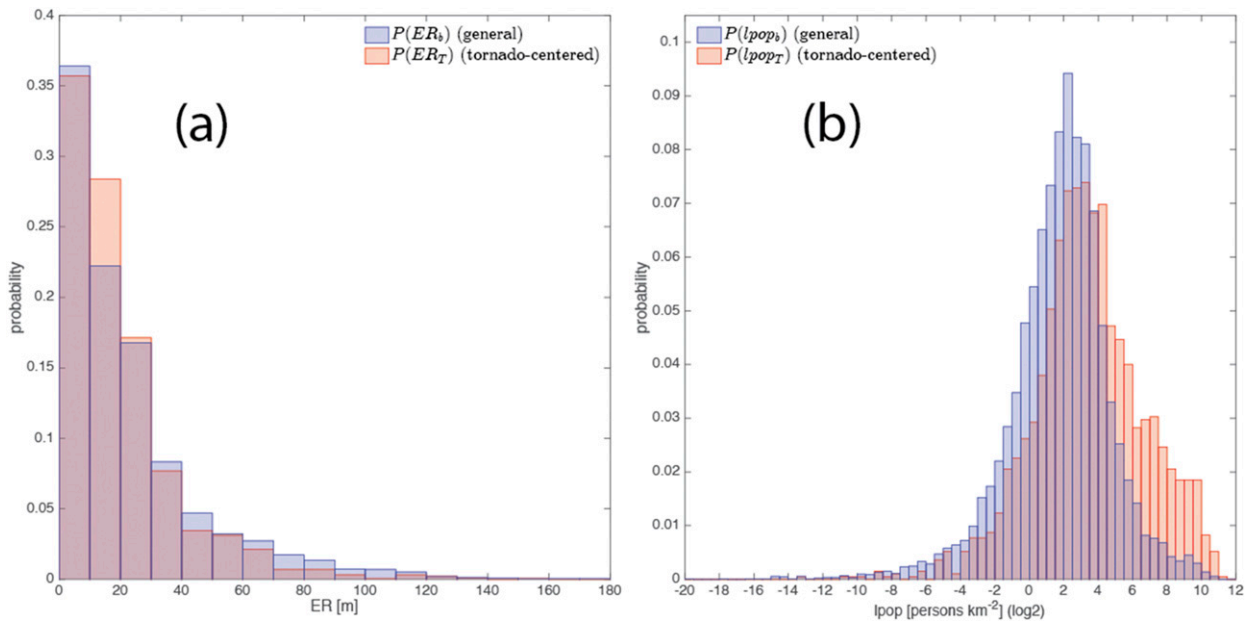 0.4
0.35
0.3
0.25
0.2
0.15
0.1
0.05
0
probability
0 20 40 60 80 100 120 140 160 180
ER [m]
P(ER_b) (general)
P(ER_T) (tornado-centered)
(a)
0.1
0.09
0.08
0.07
0.06
0.05
0.04
0.03
0.02
0.01
0
probability
-20 -18 -16 -14 -12 -10 -8 -6 -4 -2 0 2 4 6 8 10 12
lpop [persons km⁻²] (log2)
P(lpop_b) (general)
P(lpop_T) (tornado-centered)
(b)